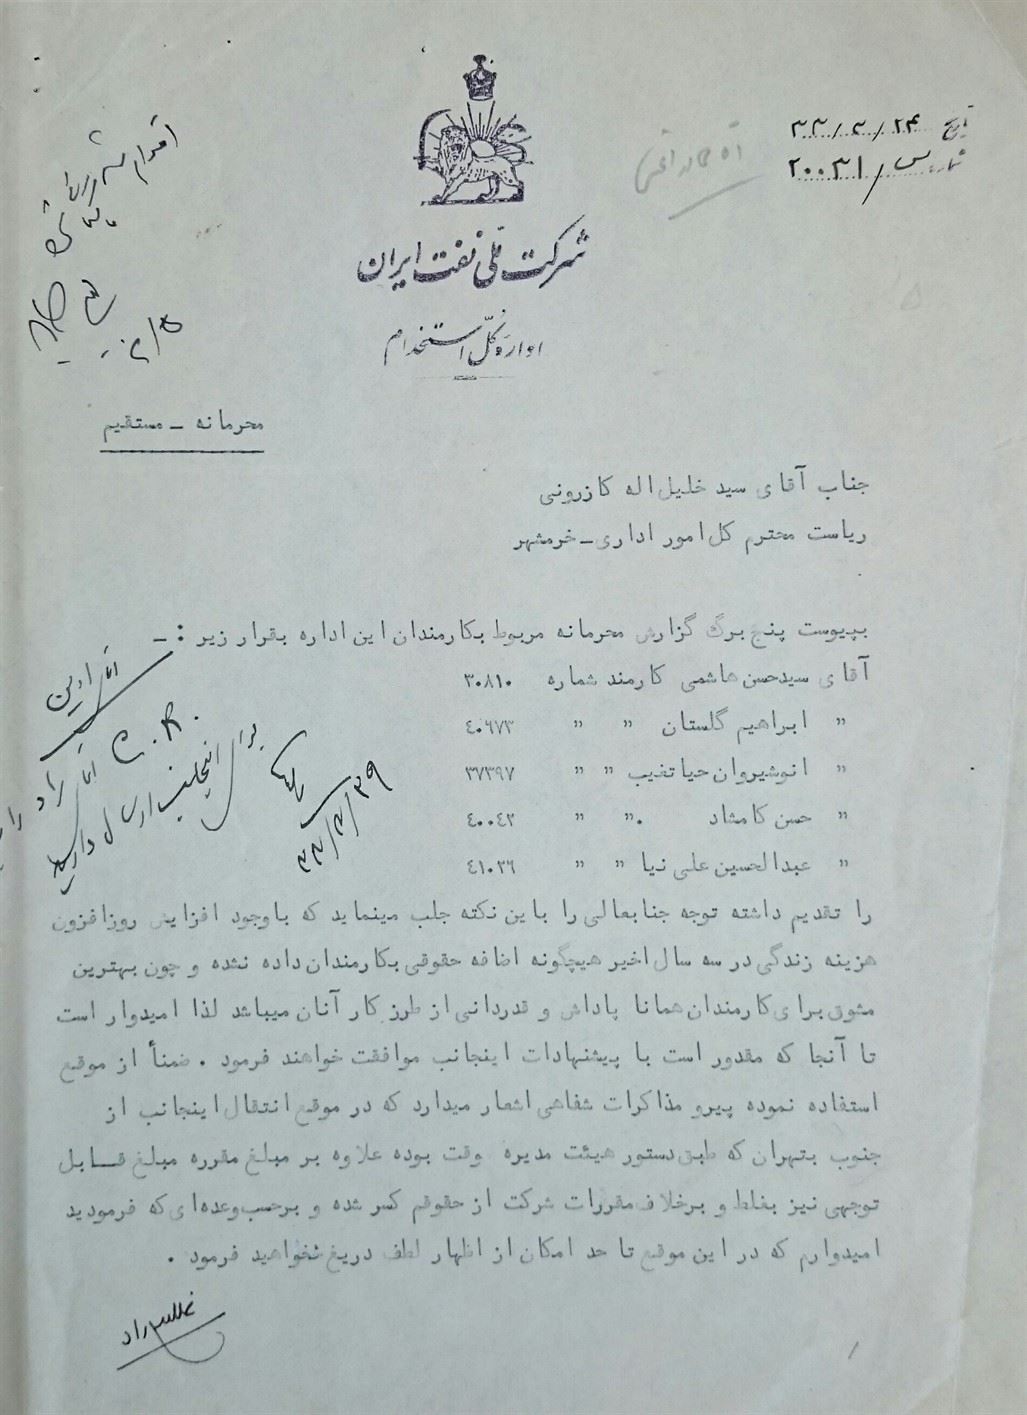 تاریخ ۳۳/۳/۲۴
شماره س/۲۰۰۳۱
شرکت ملّی نفت ایران
اداره کلّ استخدام
محرمانه - مستقیم
جناب آقای سید خلیل اله کازرونی
ریاست محترم کل امور اداری - خرمشهر
بپیوست پنج برگ گزارش محرمانه مربوط بکارمندان این اداره بقرار زیر :-
آقای سیدحسن هاشمی کارمند شماره ۳۰۸۱۰
" ابراهیم گلستان " " ٤۰۹۷۳
" انوشیروان حیاتغیب " " ۳۷۳۹۷
" حسن کامشاد " " ٤۰۰٤۲
" عبدالحسین علی نیا " " ٤۱۰۳٦
را تقدیم داشته توجه جنابعالی را باین نکته جلب مینماید که باوجود افزایش روزافزون
هزینه زندگی در سه سال اخیر هیچگونه اضافه حقوقی بکارمندان داده نشده و چون بهترین
مشوق برای کارمندان همانا پاداش و قدردانی از طرز کار آنان میباشد لذا امیدوار است
تا آنجا که مقدور است با پیشنهادات اینجانب موافقت خواهند فرمود . ضمناً از موقع
استفاده نموده پیرو مذاکرات شفاهی اشعار میدارد که در موقع انتقال اینجانب از
جنوب بتهران که طبق دستور هیئت مدیره وقت بوده علاوه بر مبلغ مقرره مبلغ قابل
توجهی نیز بغلط و برخلاف مقررات شرکت از حقوقم کسر شده و برحسب وعده ای که فرمودید
امیدوارم که در این موقع تا حد امکان از اظهار لطف دریغ نخواهید فرمود .